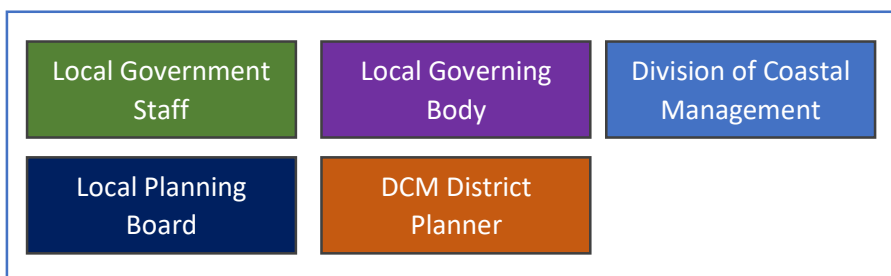 Local Government
Staff
Local Governing
Body
Division of Coastal
Management
Local Planning
Board
DCM District
Planner